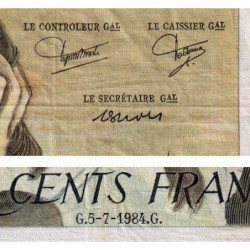 LE CONTROLEUR GAL LE CAISSIER GAL
LE SECRÉTAIRE GAL
CENTS FRAN
G.5-7-1984.G.